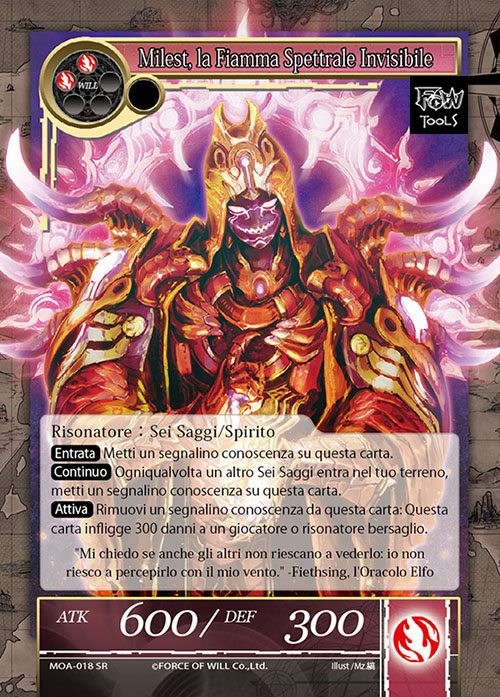 Milest, la Fiamma Spettrale Invisibile
WILL
FoW
TOOLS
Risonatore : Sei Saggi/Spirito
Entrata Metti un segnalino conoscenza su questa carta.
Continuo Ogniqualvolta un altro Sei Saggi entra nel tuo terreno,
metti un segnalino conoscenza su questa carta.
Attiva Rimuovi un segnalino conoscenza da questa carta: Questa
carta infligge 300 danni a un giocatore o risonatore bersaglio.
"Mi chiedo se anche gli altri non riescano a vederlo: io non
riesco a percepirlo con il mio vento." -Fiethsing, l'Oracolo Elfo
ATK 600 / DEF 300
MOA-018 SR ©FORCE OF WILL Co.,Ltd. Illust /Mz縞